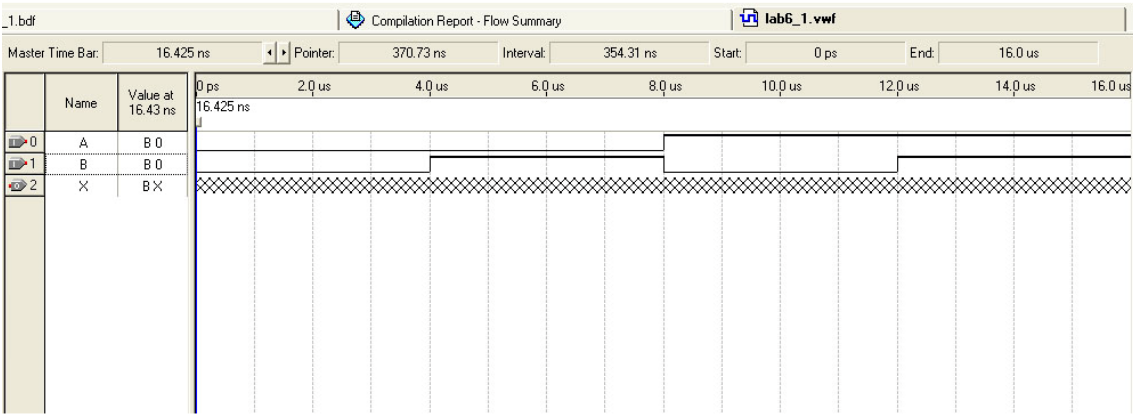 _1.bdf Compilation Report - Flow Summary lab6_1.vwf
Master Time Bar: 16.425 ns Pointer: 370.73 ns Interval: 354.31 ns Start: 0 ps End: 16.0 us
Name Value at 16.43 ns 0 ps 2.0 us 4.0 us 6.0 us 8.0 us 10.0 us 12.0 us 14.0 us 16.0 us
16.425 ns
0 A B 0
1 B B 0
2 X B X